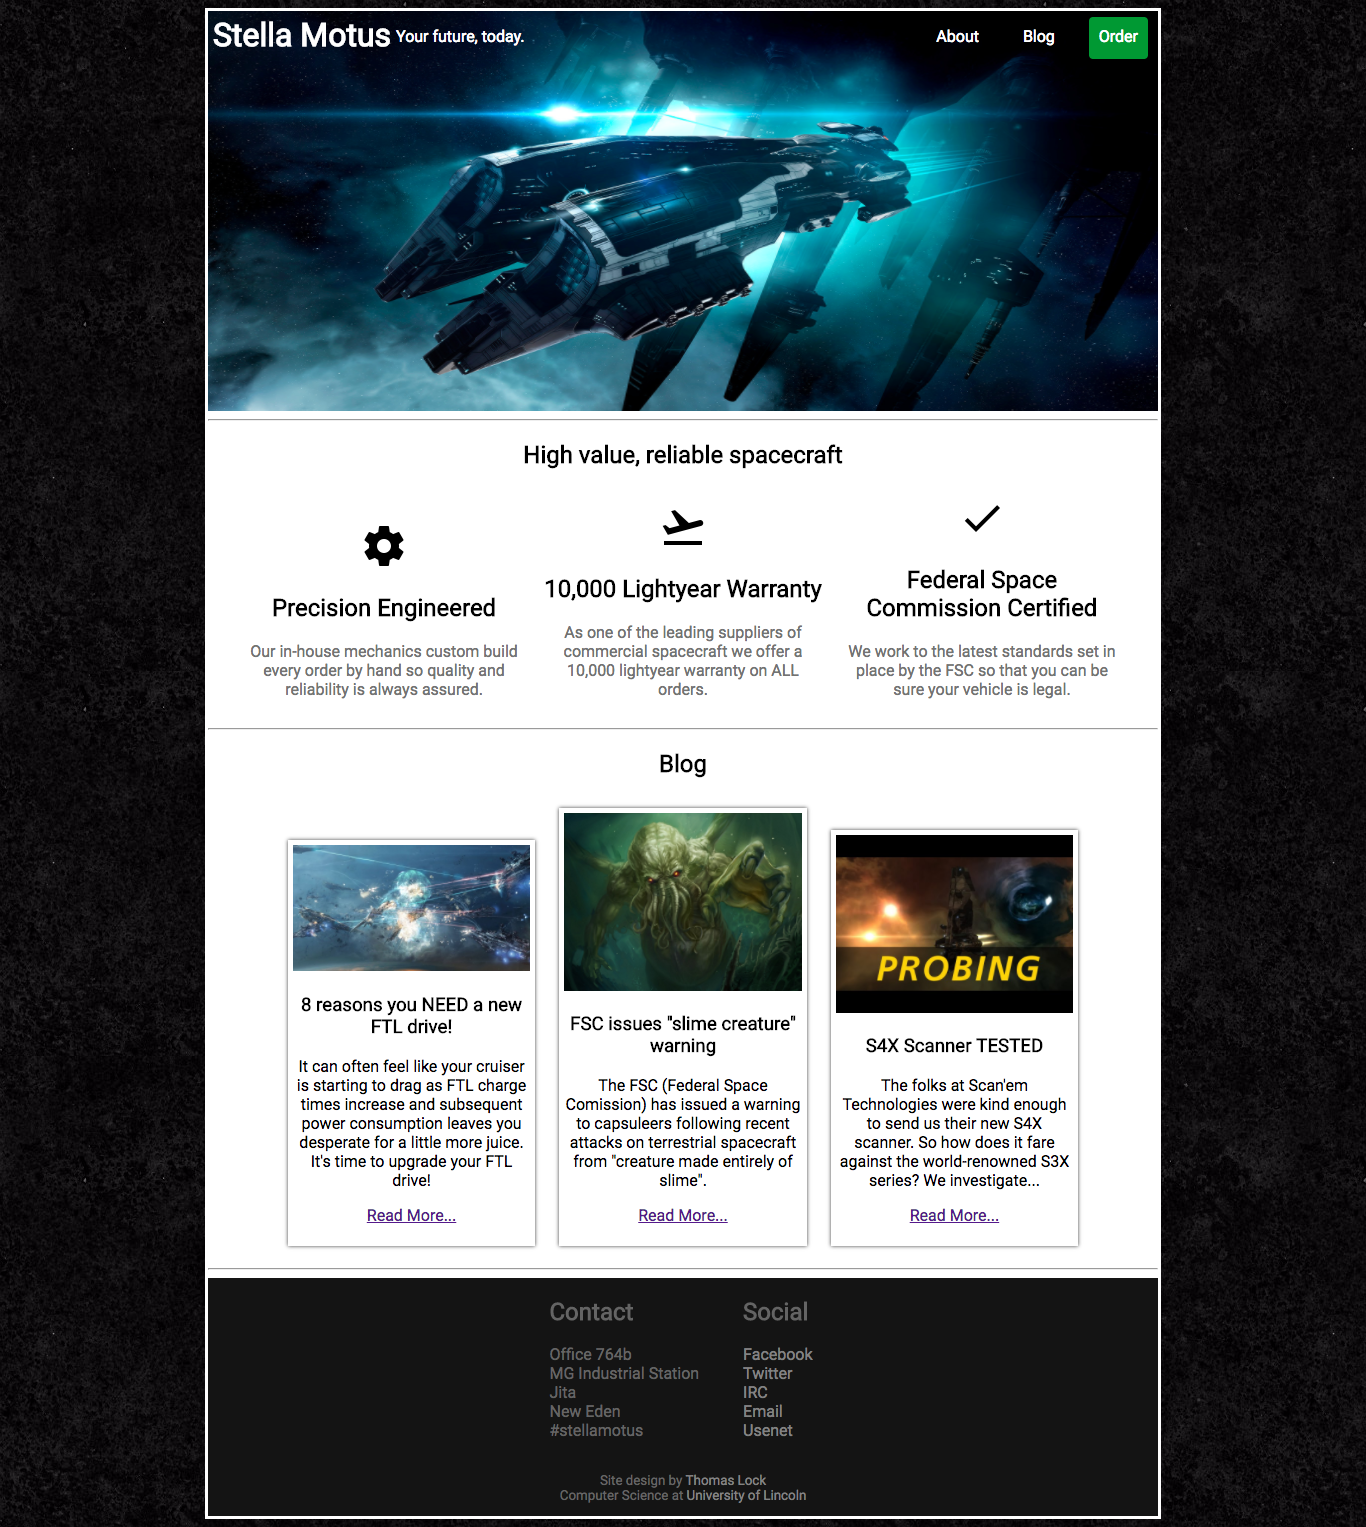 Stella Motus Your future, today.
About Blog Order
High value, reliable spacecraft
Precision Engineered
Our in-house mechanics custom build
every order by hand so quality and
reliability is always assured.
10,000 Lightyear Warranty
As one of the leading suppliers of
commercial spacecraft we offer a
10,000 lightyear warranty on ALL
orders.
Federal Space
Commission Certified
We work to the latest standards set in
place by the FSC so that you can be
sure your vehicle is legal.
Blog
8 reasons you NEED a new
FTL drive!
It can often feel like your cruiser
is starting to drag as FTL charge
times increase and subsequent
power consumption leaves you
desperate for a little more juice.
It's time to upgrade your FTL
drive!
Read More...
FSC issues "slime creature"
warning
The FSC (Federal Space
Comission) has issued a warning
to capsuleers following recent
attacks on terrestrial spacecraft
from "creature made entirely of
slime".
Read More...
PROBING
S4X Scanner TESTED
The folks at Scan'em
Technologies were kind enough
to send us their new S4X
scanner. So how does it fare
against the world-renowned S3X
series? We investigate...
Read More...
Contact
Office 764b
MG Industrial Station
Jita
New Eden
#stellamotus
Social
Facebook
Twitter
IRC
Email
Usenet
Site design by Thomas Lock
Computer Science at University of Lincoln